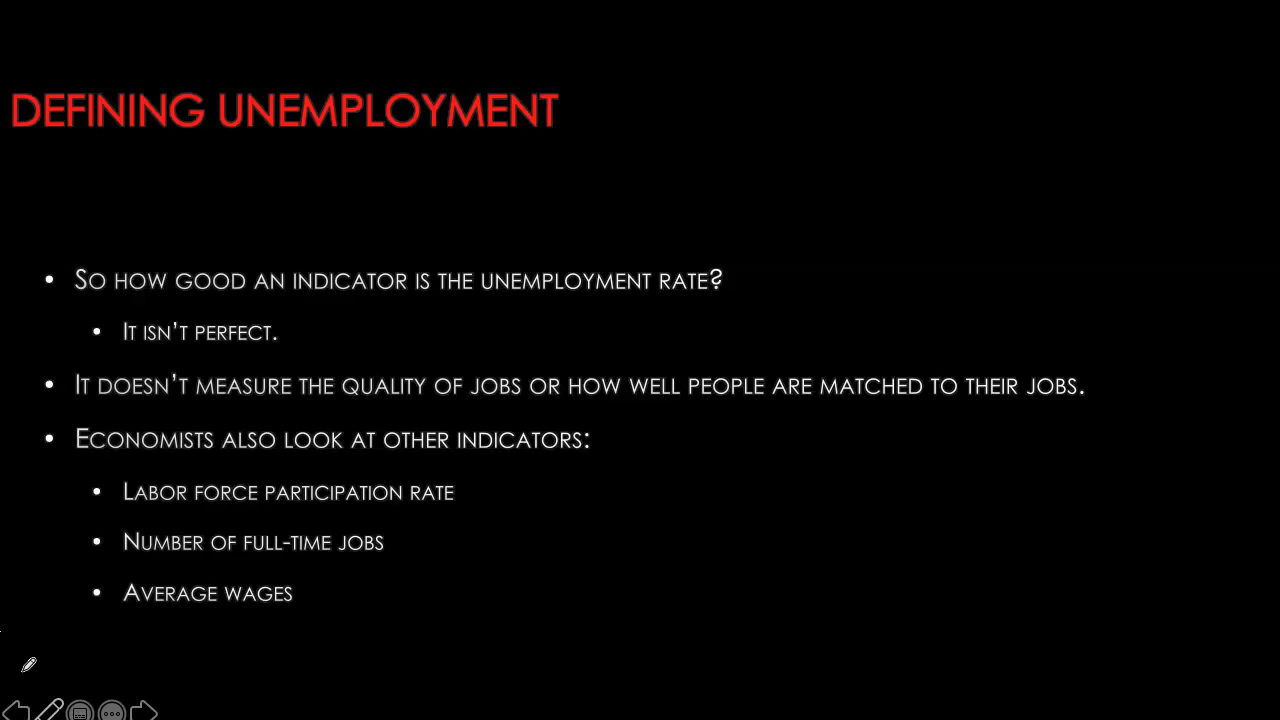 DEFINING UNEMPLOYMENT
• So how good an indicator is the unemployment rate?
• It isn’t perfect.
• It doesn’t measure the quality of jobs or how well people are matched to their jobs.
• Economists also look at other indicators:
• Labor force participation rate
• Number of full-time jobs
• Average wages